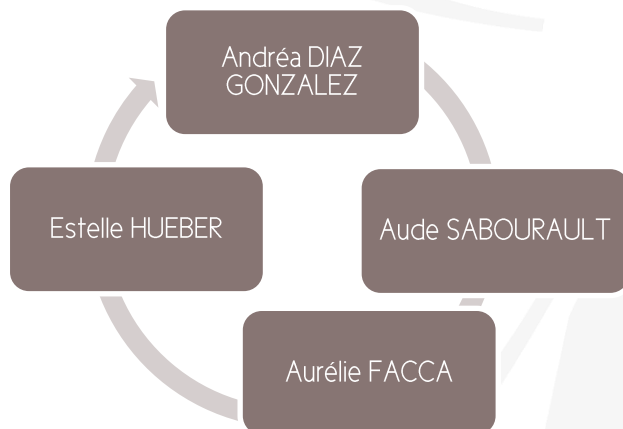 Andréa DIAZ
GONZALEZ
Estelle HUEBER
Aude SABOURAULT
Aurélie FACCA